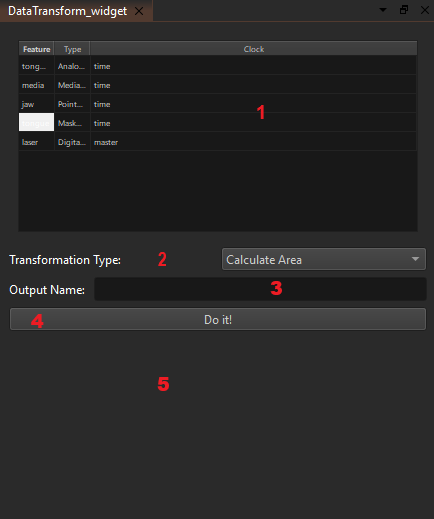 DataTransform_widget
Feature Type Clock
tong... Analo... time
media Media... time
jaw Point... time
Mask... time
laser Digita... master
1
Transformation Type: 2 Calculate Area
Output Name: 3
4 Do it!
5